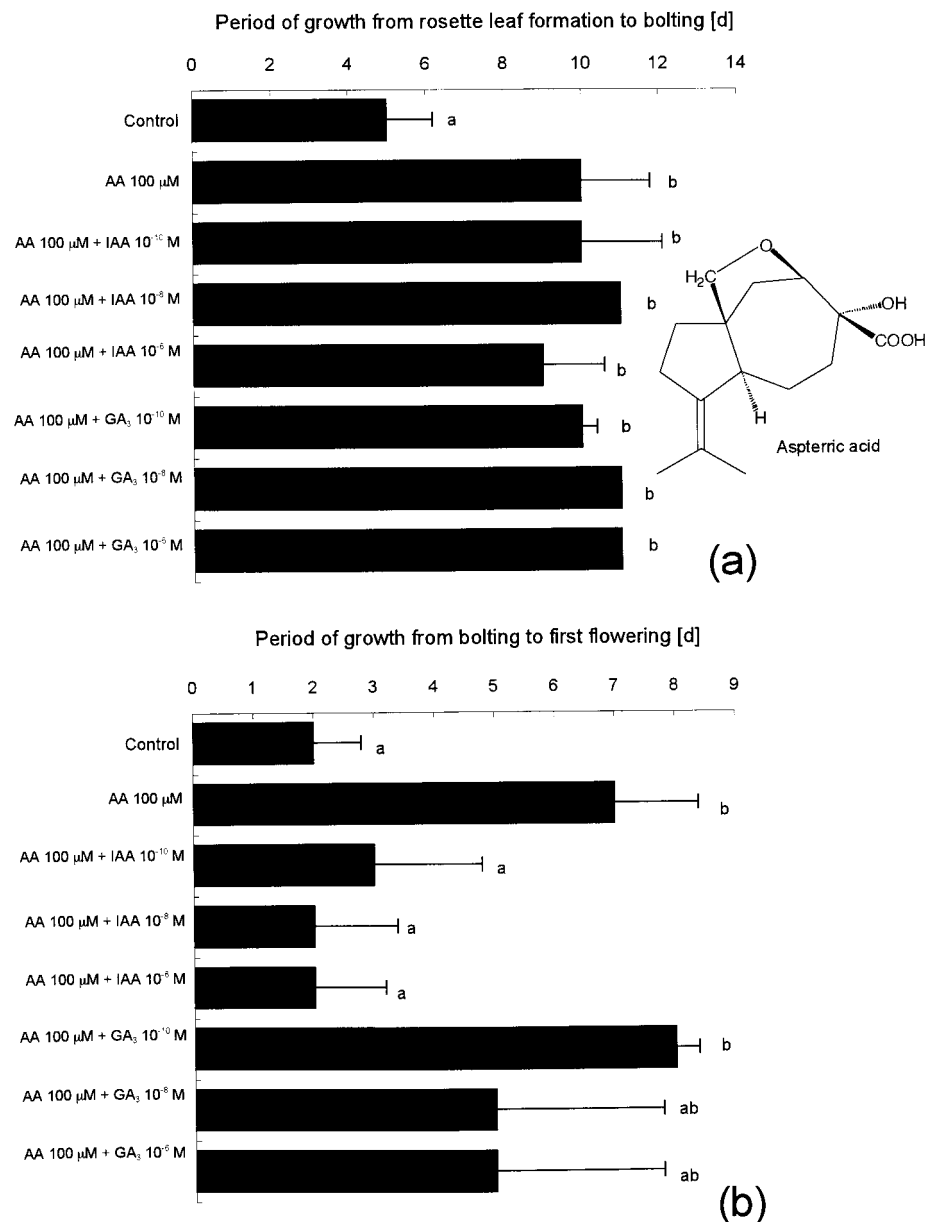 Period of growth from rosette leaf formation to bolting [d]
0 2 4 6 8 10 12 14
Control a
AA 100 µM b
AA 100 µM + IAA 10⁻¹⁰ M b
AA 100 µM + IAA 10⁻⁸ M b
AA 100 µM + IAA 10⁻⁶ M b
AA 100 µM + GA₃ 10⁻¹⁰ M b
AA 100 µM + GA₃ 10⁻⁸ M b
AA 100 µM + GA₃ 10⁻⁶ M b
O
H₂C
OH
COOH
H
Aspterric acid
(a)
Period of growth from bolting to first flowering [d]
0 1 2 3 4 5 6 7 8 9
Control a
AA 100 µM b
AA 100 µM + IAA 10⁻¹⁰ M a
AA 100 µM + IAA 10⁻⁸ M a
AA 100 µM + IAA 10⁻⁶ M a
AA 100 µM + GA₃ 10⁻¹⁰ M b
AA 100 µM + GA₃ 10⁻⁸ M ab
AA 100 µM + GA₃ 10⁻⁶ M ab
(b)